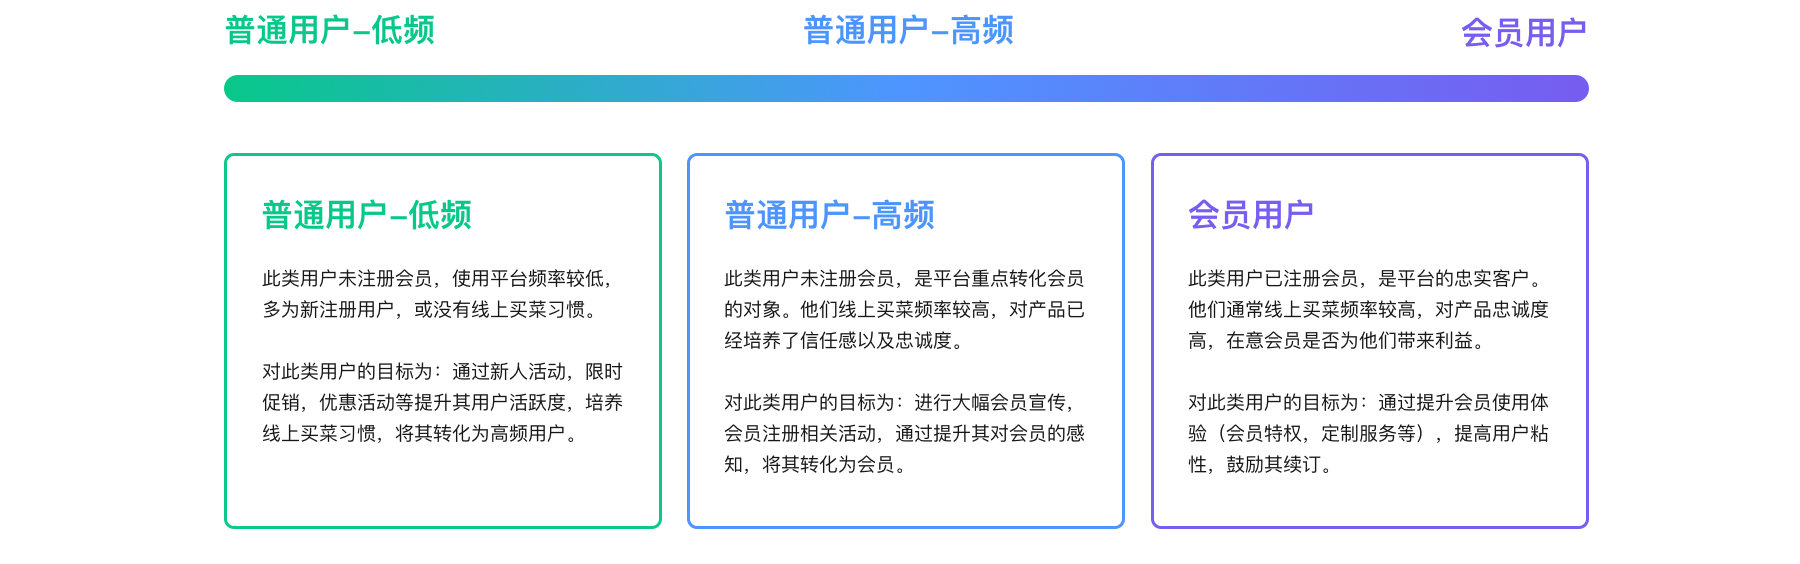 普通用户–低频
普通用户–高频
会员用户
普通用户–低频
此类用户未注册会员，使用平台频率较低，
多为新注册用户，或没有线上买菜习惯。
对此类用户的目标为：通过新人活动，限时
促销，优惠活动等提升其用户活跃度，培养
线上买菜习惯，将其转化为高频用户。
普通用户–高频
此类用户未注册会员，是平台重点转化会员
的对象。他们线上买菜频率较高，对产品已
经培养了信任感以及忠诚度。
对此类用户的目标为：进行大幅会员宣传，
会员注册相关活动，通过提升其对会员的感
知，将其转化为会员。
会员用户
此类用户已注册会员，是平台的忠实客户。
他们通常线上买菜频率较高，对产品忠诚度
高，在意会员是否为他们带来利益。
对此类用户的目标为：通过提升会员使用体
验（会员特权，定制服务等），提高用户粘
性，鼓励其续订。